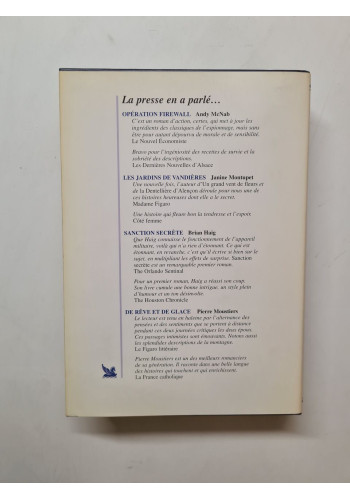 La presse en a parlé…
OPÉRATION FIREWALL Andy McNab
C'est un roman d'action, certes, qui met à jour les
ingrédients des classiques de l'espionnage, mais sans
être pour autant dépourvu de morale et de sensibilité.
Le Nouvel Économiste
Bravo pour l'ingéniosité des recettes de survie et la
sobriété des descriptions.
Les Dernières Nouvelles d'Alsace
LES JARDINS DE VANDIÈRES Janine Montupet
Une nouvelle fois, l'auteur d'Un grand vent de fleurs et
de la Dentellière d'Alençon déroule pour nous une de
ces histoires heureuses dont elle a le secret.
Madame Figaro
Une histoire qui fleure bon la tendresse et l'esprit.
Côté femme
SANCTION SECRÈTE Brian Haig
Que Haig connaisse le fonctionnement de l'appareil
militaire, voilà qui n'a rien d'étonnant. Ce qui est
étonnant, en revanche, c'est qu'il écrive si bien sur le
sujet, en multipliant les effets de surprise. Sanction
secrète est un remarquable premier roman.
The Orlando Sentinel
Pour un premier roman, Haig a réussi son coup.
Son livre cumule une bonne intrigue, un style plein
d'humour et un ton désinvolte.
The Houston Chronicle
DE RÊVE ET DE GLACE Pierre Moustiers
Le lecteur est tenu en haleine par l'alternance des
pensées et des sentiments que se portent à distance
pendant ces deux journées critiques les deux époux.
Ces passages intimistes sont émouvants. Notons aussi
les splendides descriptions de la montagne.
Le Figaro littéraire
Pierre Moustiers est un des meilleurs romanciers
de sa génération. Il raconte dans une belle langue
des histoires qui touchent et qui enrichissent.
La France catholique